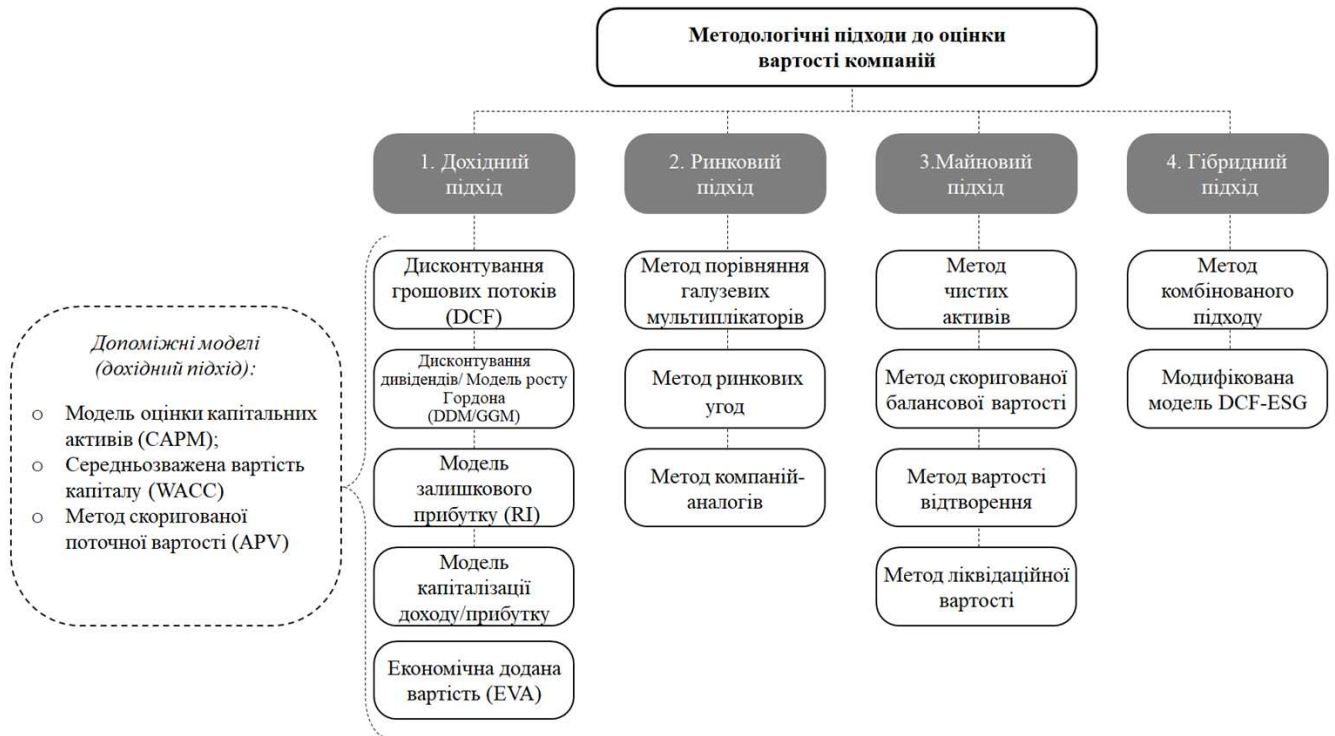 Методологічні підходи до оцінки
вартості компаній
1. Дохідний
підхід
2. Ринковий
підхід
3.Майновий
підхід
4. Гібридний
підхід
Дисконтування
грошових потоків
(DCF)
Дисконтування
дивідендів/ Модель росту
Гордона
(DDM/GGM)
Модель
залишкового
прибутку (RI)
Модель
капіталізації
доходу/прибутку
Економічна додана
вартість (EVA)
Метод порівняння
галузевих
мультиплікаторів
Метод ринкових
угод
Метод компаній-
аналогів
Метод
чистих
активів
Метод скоригованої
балансової вартості
Метод вартості
відтворення
Метод ліквідаційної
вартості
Метод
комбінованого
підходу
Модифікована
модель DCF-ESG
Допоміжні моделі
(дохідний підхід):
o Модель оцінки капітальних
активів (CAPM);
o Середньозважена вартість
капіталу (WACC)
o Метод скоригованої
поточної вартості (APV)